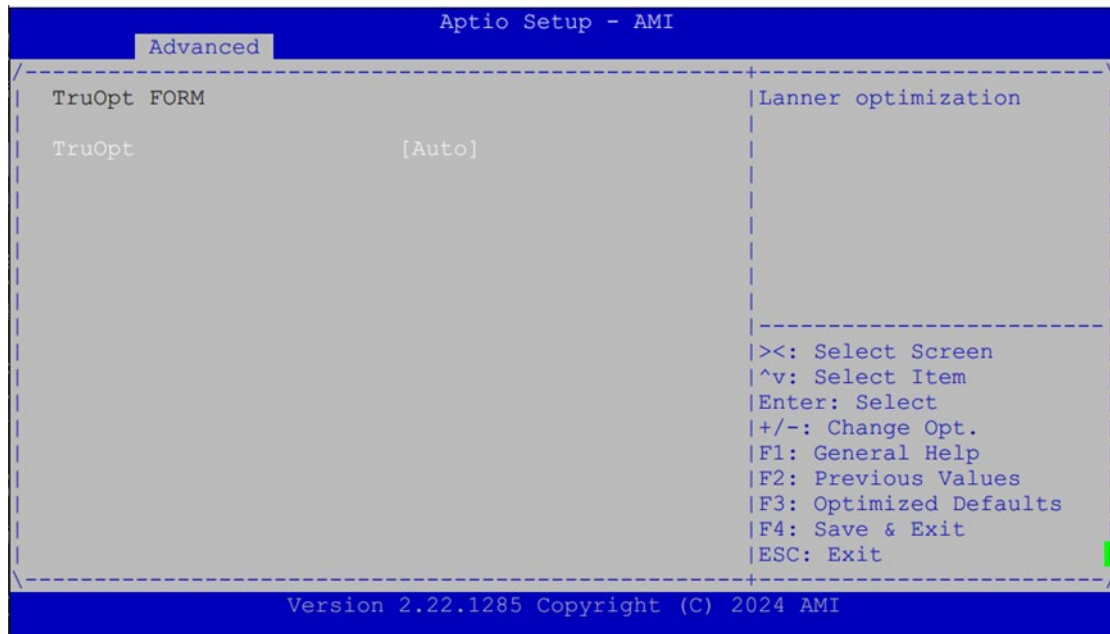 Aptio Setup - AMI
Advanced
TruOpt FORM
TruOpt [Auto]
Lanner optimization
><: Select Screen
^v: Select Item
Enter: Select
+/-: Change Opt.
F1: General Help
F2: Previous Values
F3: Optimized Defaults
F4: Save & Exit
ESC: Exit
Version 2.22.1285 Copyright (C) 2024 AMI